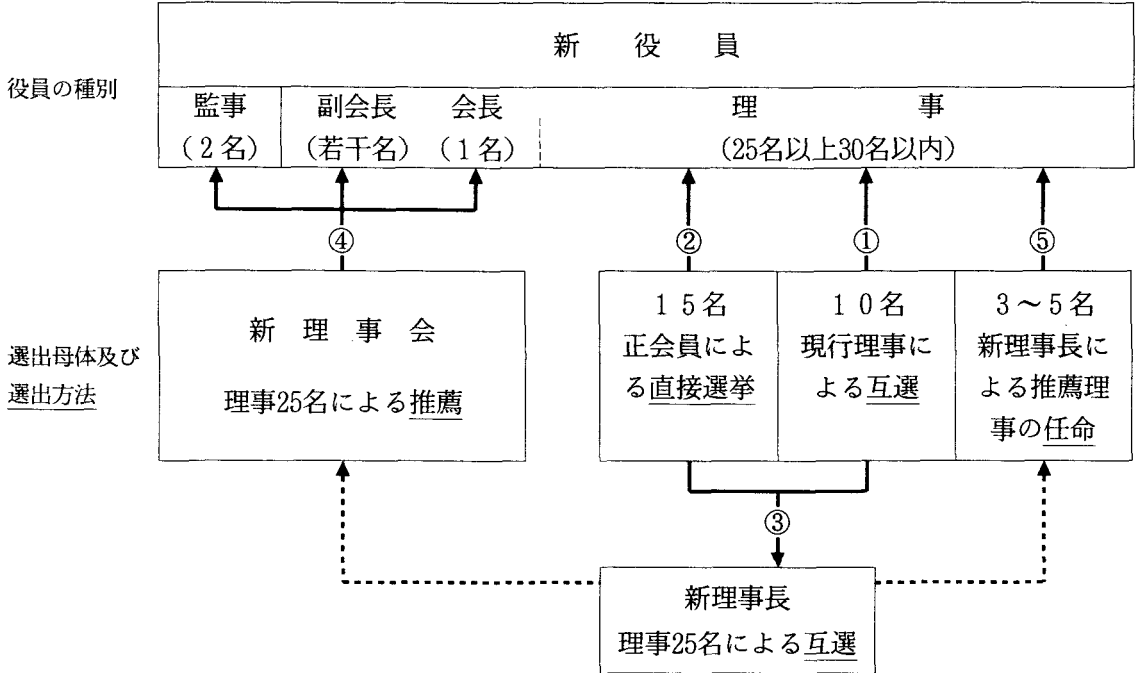 新役員
役員の種別
監事
(2名)
副会長
(若干名)
会長
(1名)
理事
(25名以上30名以内)
④
②
①
⑤
選出母体及び
選出方法
新理事会
理事25名による推薦
15名
正会員によ
る直接選挙
10名
現行理事に
よる互選
3～5名
新理事長に
よる推薦理
事の任命
③
新理事長
理事25名による互選